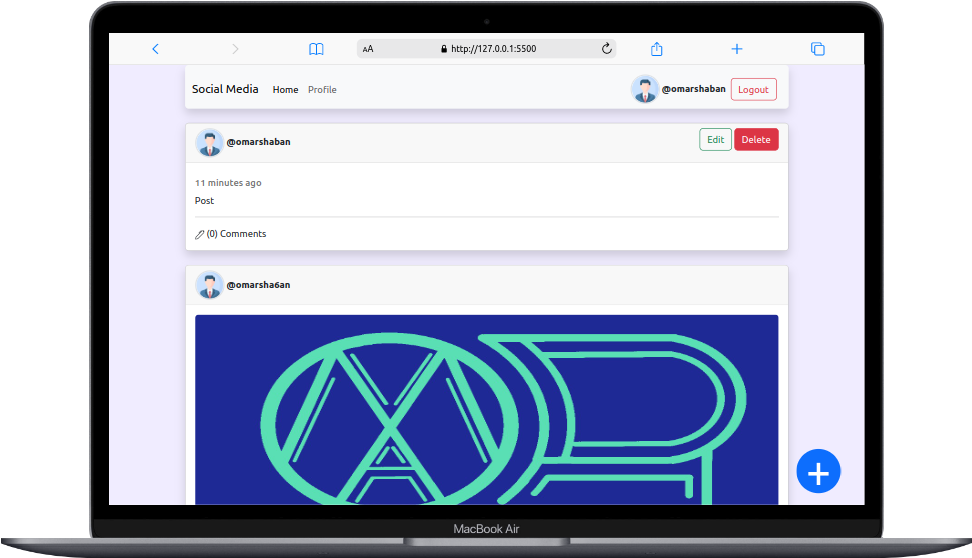 AA http://127.0.0.1:5500
Social Media Home Profile @omarshaban Logout
@omarshaban Edit Delete
11 minutes ago
Post
(0) Comments
@omarsha6an
MacBook Air